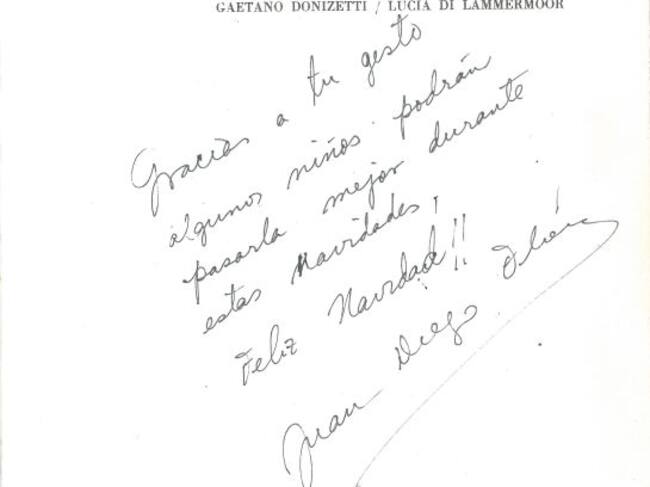 GAETANO DONIZETTI / LUCIA DI LAMMERMOOR
Gracias a tu gesto
algunos niños podrán
pasarla mejor durante
estas navidades,
Feliz Navidad!!
Juan Diego Flórez